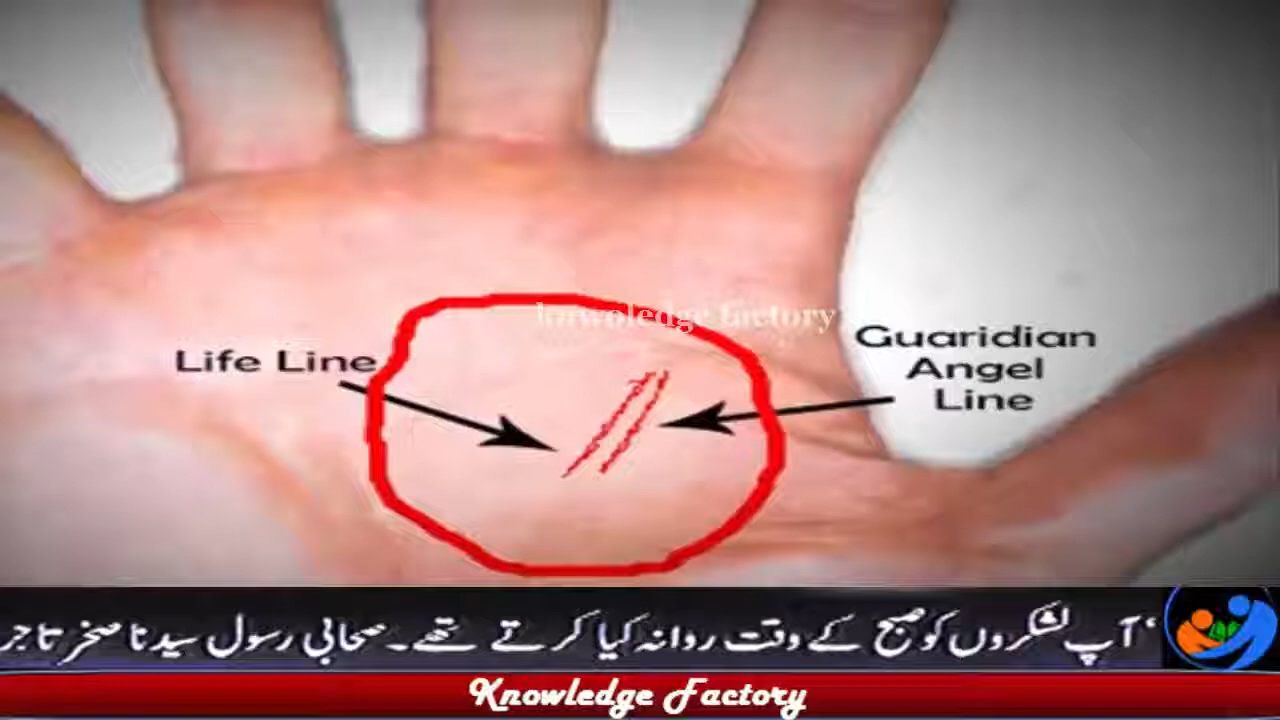 knwoledge factory
Life Line
Guaridian
Angel
Line
‘آپ لشکروں کو صبح کے وقت روانہ کیا کرتے تھے۔ صحابی رسول سیدنا صخر تاجر
Knowledge Factory